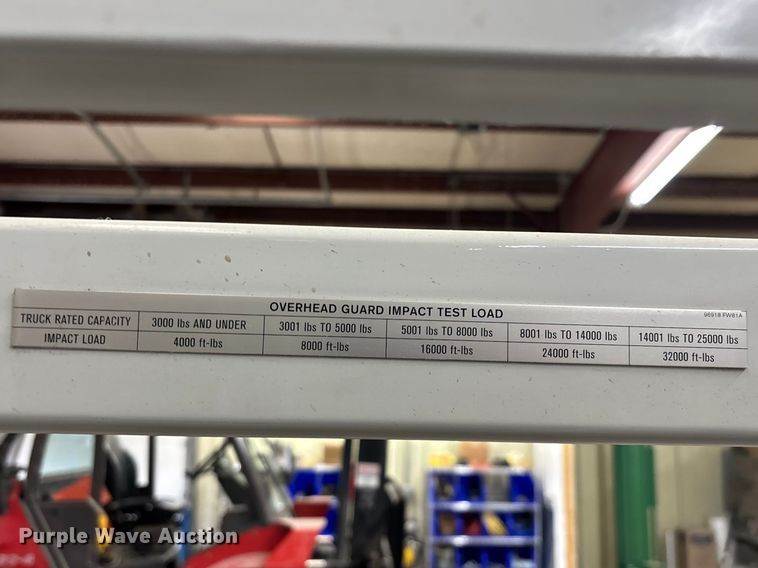 OVERHEAD GUARD IMPACT TEST LOAD
96918 FW81A
TRUCK RATED CAPACITY 3000 lbs AND UNDER 3001 lbs TO 5000 lbs 5001 lbs TO 8000 lbs 8001 lbs TO 14000 lbs 14001 lbs TO 25000 lbs
IMPACT LOAD 4000 ft-lbs 8000 ft-lbs 16000 ft-lbs 24000 ft-lbs 32000 ft-lbs
Purple Wave Auction